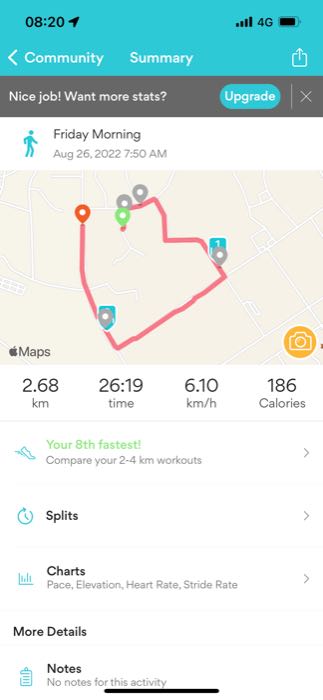 08:20
4G
Community
Summary
Nice job! Want more stats?
Upgrade
Friday Morning
Aug 26, 2022 7:50 AM
1
Maps
2.68
26:19
6.10
186
km
time
km/h
Calories
Your 8th fastest!
Compare your 2-4 km workouts
Splits
Charts
Pace, Elevation, Heart Rate, Stride Rate
More Details
Notes
No notes for this activity